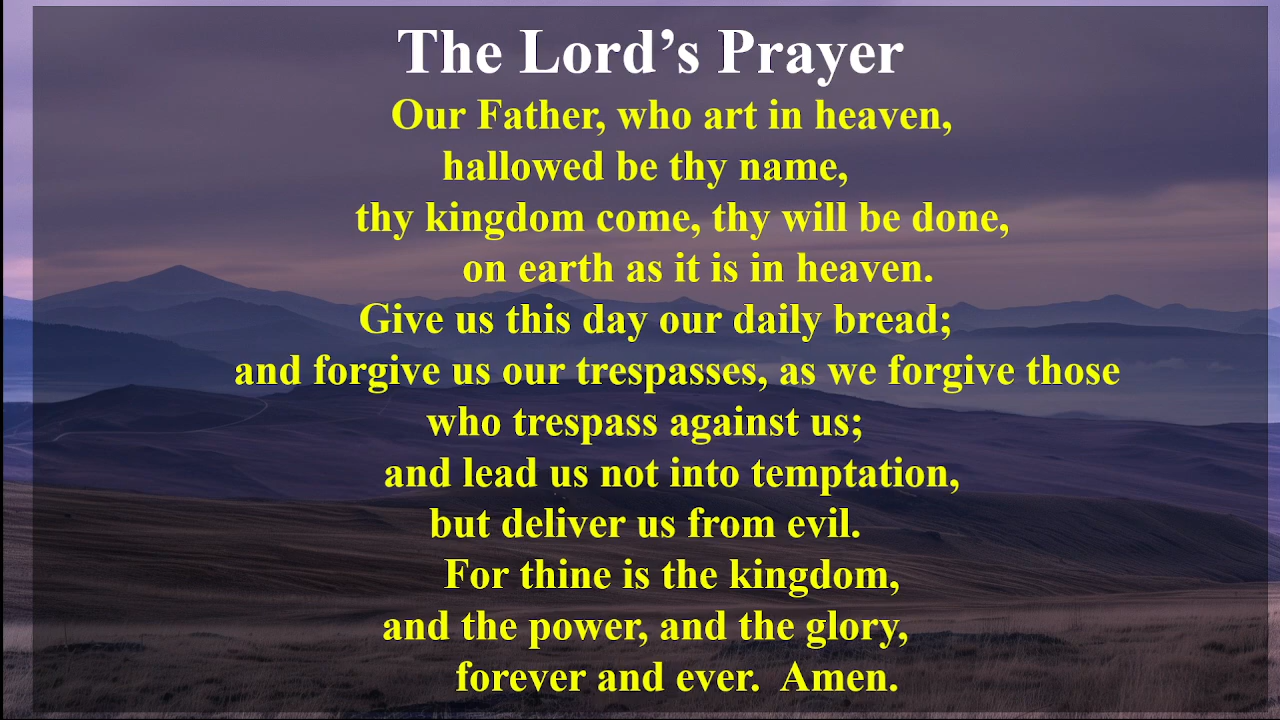 The Lord’s Prayer
Our Father, who art in heaven,
hallowed be thy name,
thy kingdom come, thy will be done,
on earth as it is in heaven.
Give us this day our daily bread;
and forgive us our trespasses, as we forgive those
who trespass against us;
and lead us not into temptation,
but deliver us from evil.
For thine is the kingdom,
and the power, and the glory,
forever and ever.  Amen.